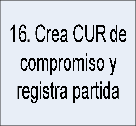 16. Crea CUR de
compromiso y
registra partida